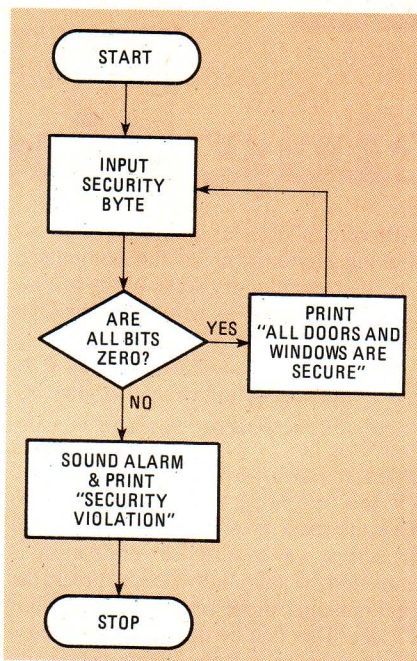 START
INPUT
SECURITY
BYTE
ARE
ALL BITS
ZERO?
YES
PRINT
"ALL DOORS AND
WINDOWS ARE
SECURE"
NO
SOUND ALARM
& PRINT
"SECURITY
VIOLATION"
STOP